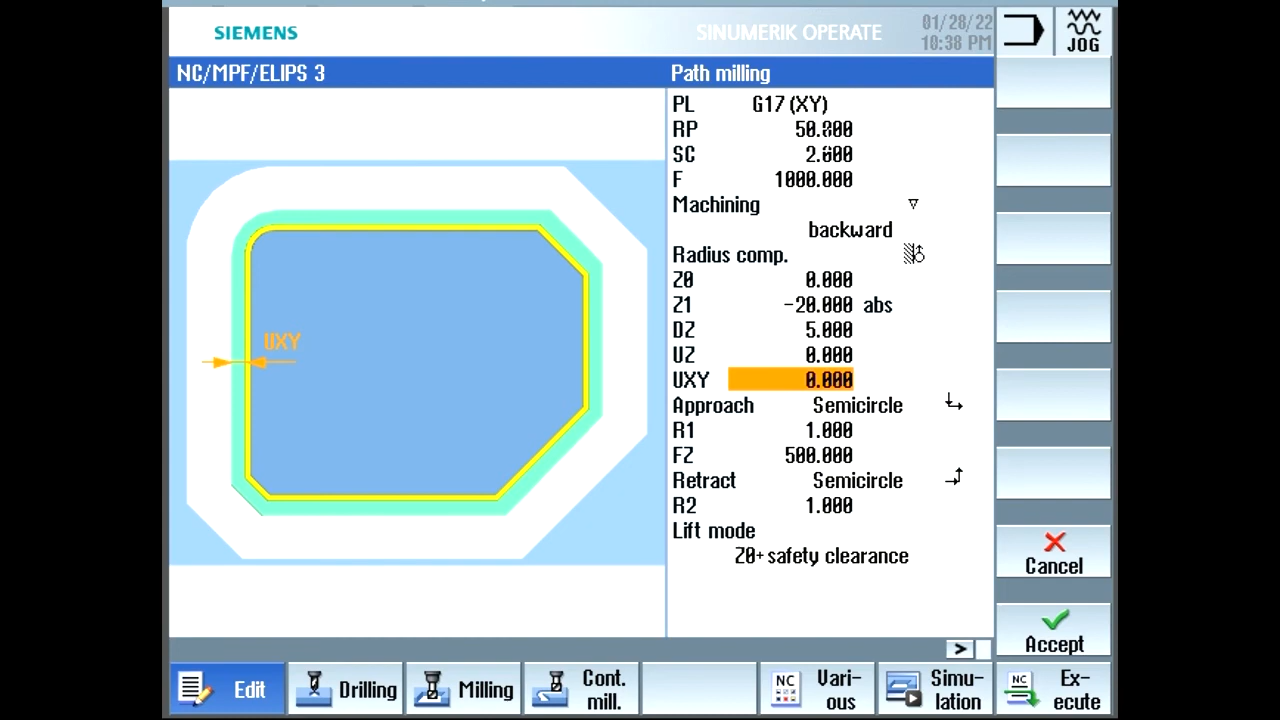 SIEMENS
SINUMERIK OPERATE
01/28/22
10:38 PM
JOG
NC/MPF/ELIPS 3
Path milling
PL G17 (XY)
RP 50.000
SC 2.000
F 1000.000
Machining ▿
backward
Radius comp.
Z0 0.000
Z1 -20.000 abs
DZ 5.000
UZ 0.000
UXY 0.000
UXY
Approach Semicircle
R1 1.000
FZ 500.000
Retract Semicircle
R2 1.000
Lift mode
Z0+ safety clearance
Cancel
Accept
>
Edit
Drilling
Milling
Cont.
mill.
NC
Vari-
ous
Simu-
lation
NC
Ex-
ecute